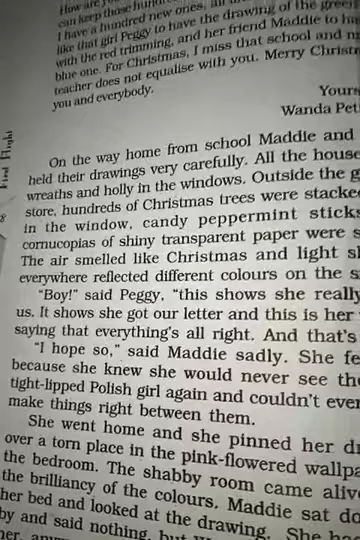 How are you
can keep those hundred
I have a hundred new ones, all
like that girl Peggy to have the drawing of the green
with the red trimming, and her friend Maddie to ha
blue one. For Christmas, I miss that school and m
teacher does not equalise with you. Merry Christm
you and everybody.
Yours
Wanda Pet
First Flight
8
On the way home from school Maddie and
held their drawings very carefully. All the house
wreaths and holly in the windows. Outside the g
store, hundreds of Christmas trees were stacke
in the window, candy peppermint sticks
cornucopias of shiny transparent paper were s
The air smelled like Christmas and light sh
everywhere reflected different colours on the s
"Boy!" said Peggy, "this shows she really
us. It shows she got our letter and this is her
saying that everything's all right. And that's
"I hope so," said Maddie sadly. She fe
because she knew she would never see the
tight-lipped Polish girl again and couldn't ever
make things right between them.
She went home and she pinned her dr
over a torn place in the pink-flowered wallpa
the bedroom. The shabby room came alive
the brilliancy of the colours. Maddie sat do
her bed and looked at the drawing. She had
by and said nothing, but